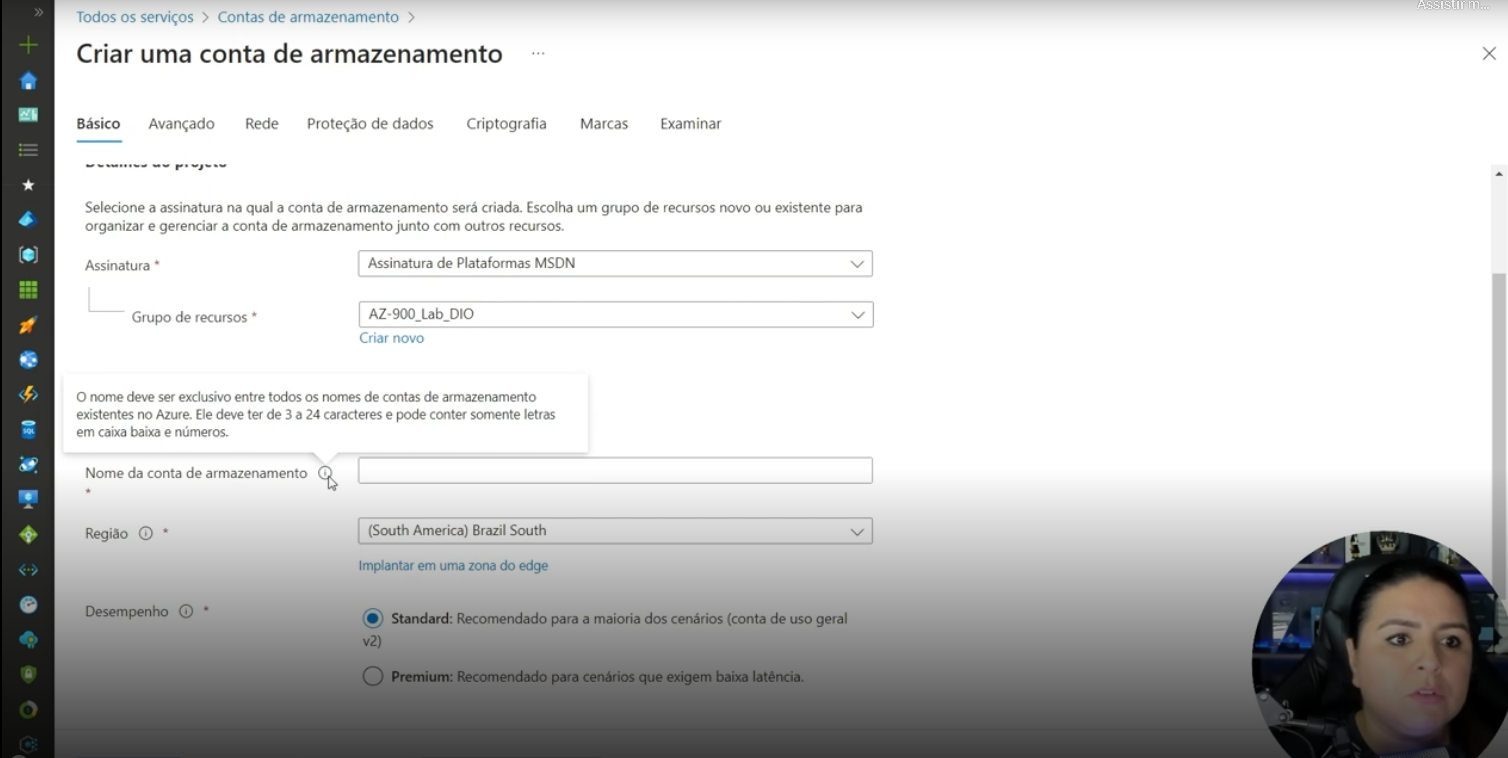 Assistir m...
Todos os serviços > Contas de armazenamento >
Criar uma conta de armazenamento ...
Básico Avançado Rede Proteção de dados Criptografia Marcas Examinar
Detalhes do projeto
Selecione a assinatura na qual a conta de armazenamento será criada. Escolha um grupo de recursos novo ou existente para
organizar e gerenciar a conta de armazenamento junto com outros recursos.
Assinatura * Assinatura de Plataformas MSDN
Grupo de recursos * AZ-900_Lab_DIO
Criar novo
O nome deve ser exclusivo entre todos os nomes de contas de armazenamento
existentes no Azure. Ele deve ter de 3 a 24 caracteres e pode conter somente letras
em caixa baixa e números.
Nome da conta de armazenamento
*
Região * (South America) Brazil South
Implantar em uma zona do edge
Desempenho * Standard: Recomendado para a maioria dos cenários (conta de uso geral
v2)
Premium: Recomendado para cenários que exigem baixa latência.
SQL